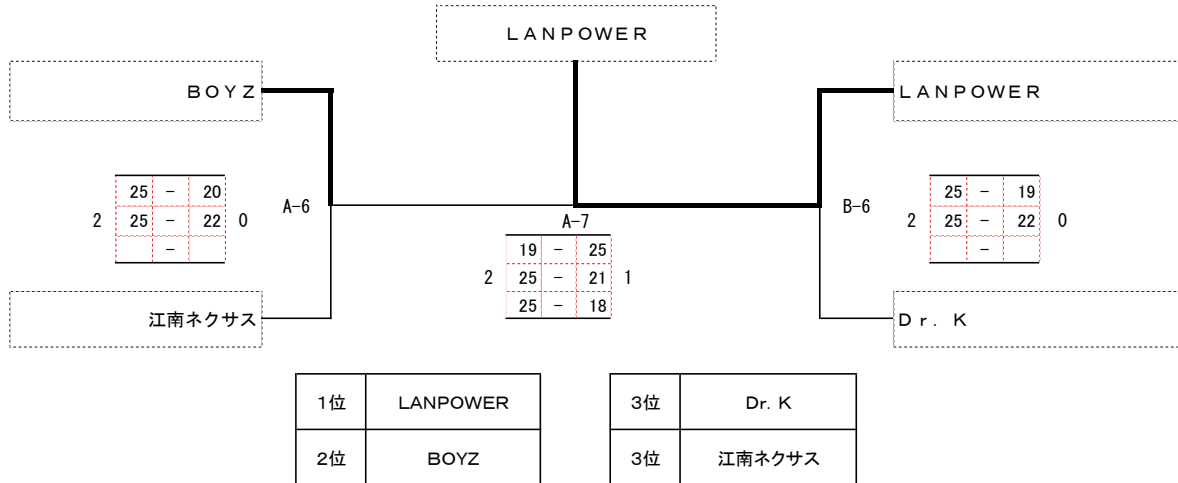 LANPOWER
BOYZ
LANPOWER
25 - 20
2 25 - 22 0
-
A-6
A-7
19 - 25
2 25 - 21 1
25 - 18
B-6
25 - 19
2 25 - 22 0
-
江南ネクサス
Dr. K
1位 LANPOWER
2位 BOYZ
3位 Dr. K
3位 江南ネクサス